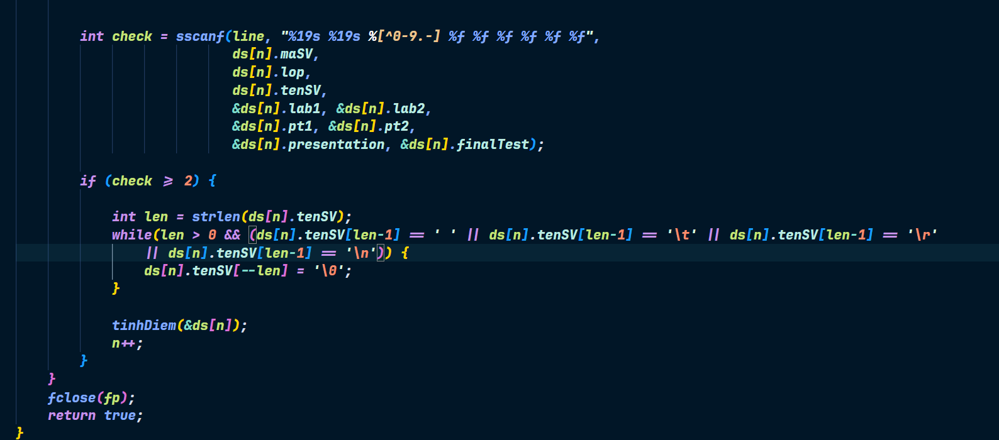 int check = sscanf(line, "%19s %19s %[^0-9.-] %f %f %f %f %f %f",
ds[n].maSV,
ds[n].lop,
ds[n].tenSV,
&ds[n].lab1, &ds[n].lab2,
&ds[n].pt1, &ds[n].pt2,
&ds[n].presentation, &ds[n].finalTest);
if (check >= 2) {
int len = strlen(ds[n].tenSV);
while(len > 0 && (ds[n].tenSV[len-1] == ' ' || ds[n].tenSV[len-1] == '\t' || ds[n].tenSV[len-1] == '\r'
|| ds[n].tenSV[len-1] == '\n')) {
ds[n].tenSV[--len] = '\0';
}
tinhDiem(&ds[n]);
n++;
}
}
fclose(fp);
return true;
}